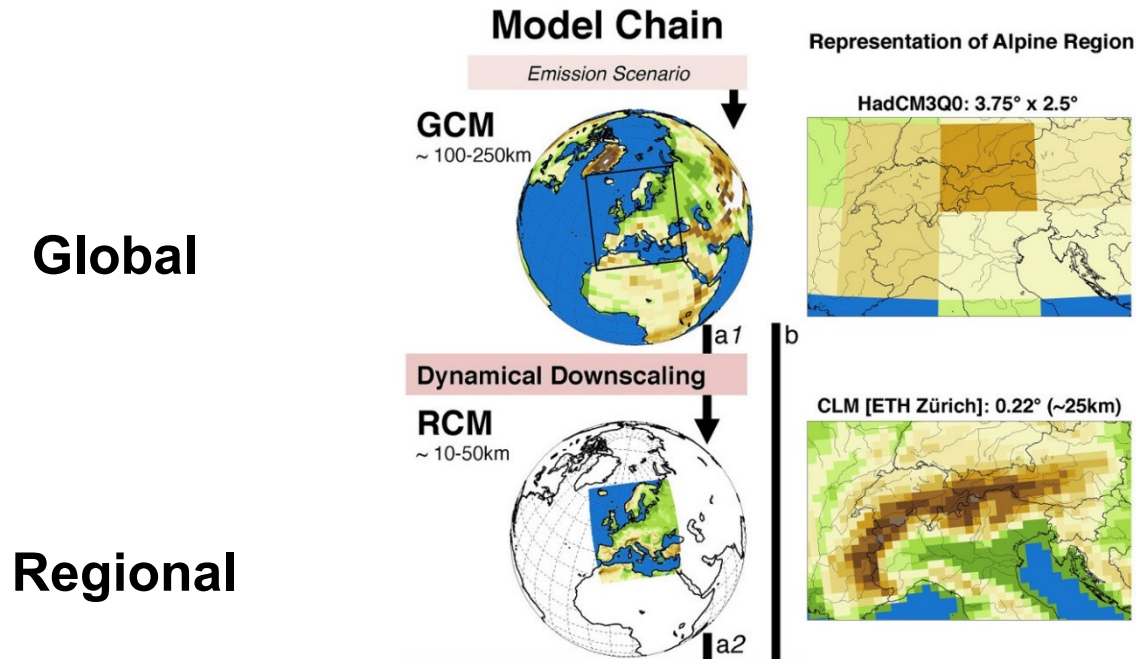 Model Chain
Representation of Alpine Region
Emission Scenario
HadCM3Q0: 3.75° x 2.5°
GCM
~ 100-250km
Global
a1
b
Dynamical Downscaling
CLM [ETH Zürich]: 0.22° (~25km)
RCM
~ 10-50km
Regional
a2